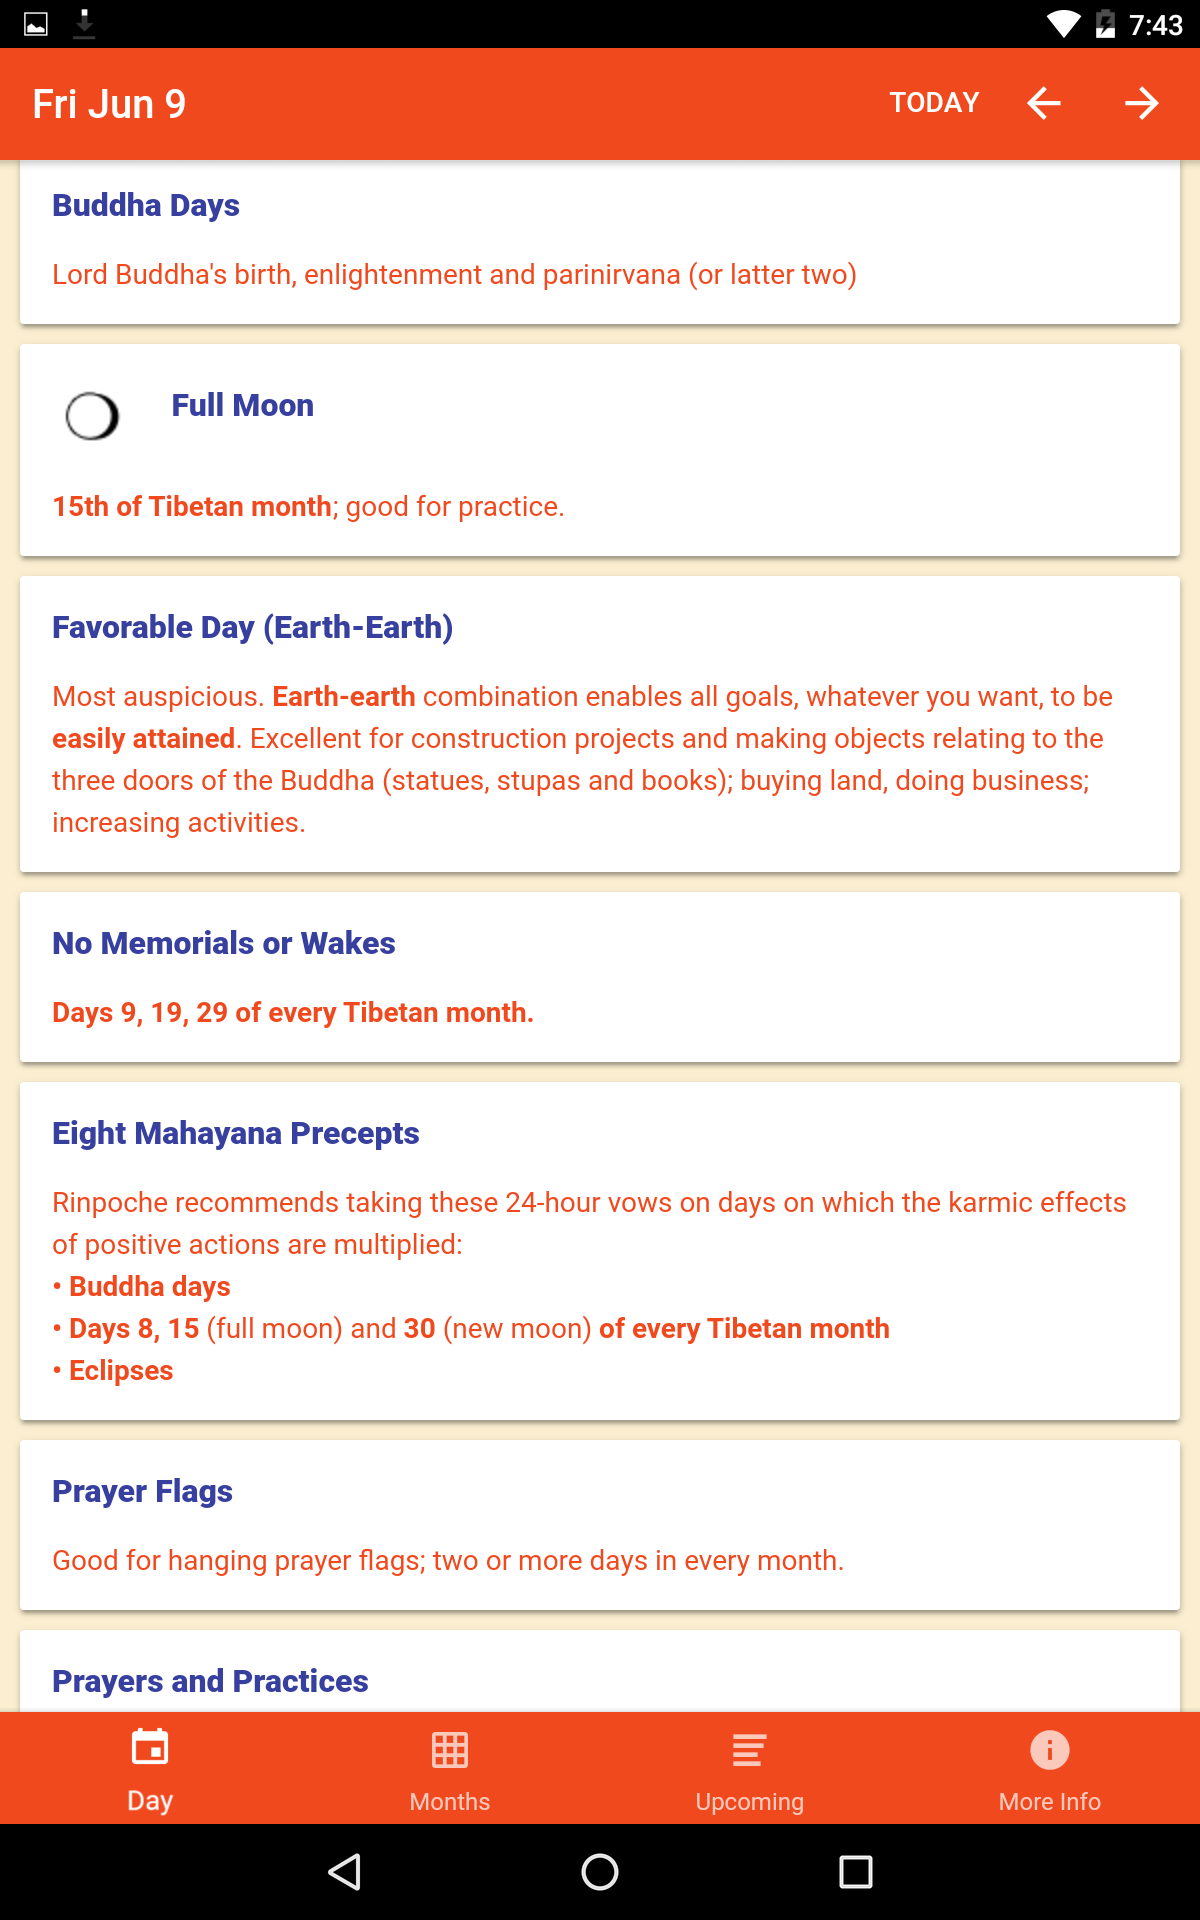 7:43
Fri Jun 9
TODAY
Buddha Days
Lord Buddha's birth, enlightenment and parinirvana (or latter two)
Full Moon
15th of Tibetan month; good for practice.
Favorable Day (Earth-Earth)
Most auspicious. Earth-earth combination enables all goals, whatever you want, to be
easily attained. Excellent for construction projects and making objects relating to the
three doors of the Buddha (statues, stupas and books); buying land, doing business;
increasing activities.
No Memorials or Wakes
Days 9, 19, 29 of every Tibetan month.
Eight Mahayana Precepts
Rinpoche recommends taking these 24-hour vows on days on which the karmic effects
of positive actions are multiplied:
• Buddha days
• Days 8, 15 (full moon) and 30 (new moon) of every Tibetan month
• Eclipses
Prayer Flags
Good for hanging prayer flags; two or more days in every month.
Prayers and Practices
Day
Months
Upcoming
More Info